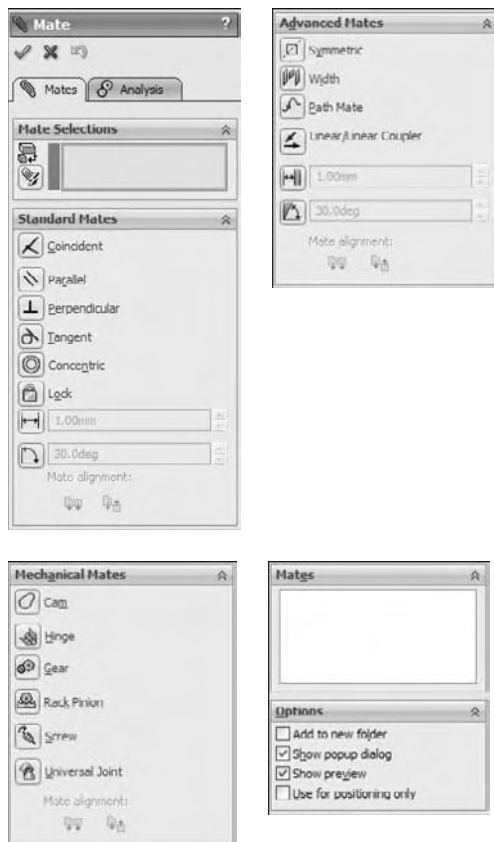 Mate ?
Mates Analysis
Mate Selections
Standard Mates
Coincident
Parallel
Perpendicular
Tangent
Concentric
Lock
1.00mm
30.0deg
Mate alignment:
Advanced Mates
Symmetric
Width
Path Mate
Linear/Linear Coupler
1.00mm
30.0deg
Mate alignment:
Mechanical Mates
Cam
Hinge
Gear
Rack Pinion
Screw
Universal Joint
Mate alignment:
Mates
Options
Add to new folder
Show popup dialog
Show preview
Use for positioning only